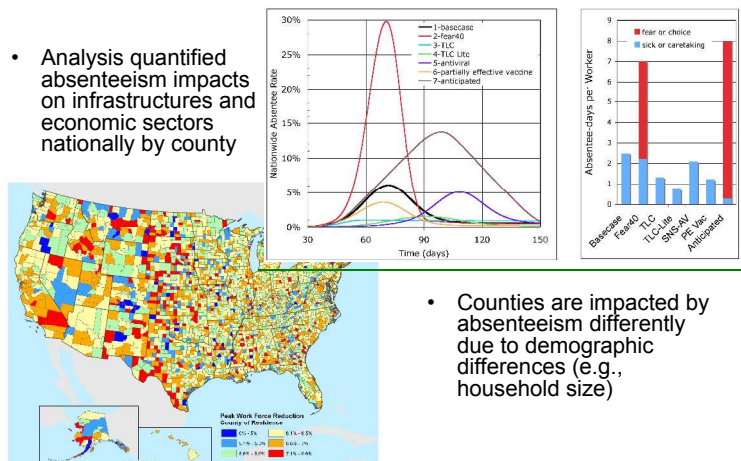 • Analysis quantified
absenteeism impacts
on infrastructures and
economic sectors
nationally by county
30%
25%
20%
15%
10%
5%
0%
Nationwide Absentee Rate
1-basecase
2-fear40
3-TLC
4-TLC Lite
5-antiviral
6-partially effective vaccine
7-anticipated
30
60
90
120
150
Time (days)
9
8
7
6
5
4
3
2
1
0
Absentee-days per Worker
fear or choice
sick or caretaking
Basecase
Fear40
TLC
TLC-Lite
SNS-AV
PE Vac
Anticipated
Peak Work Force Reduction
County of Residence
• Counties are impacted by
absenteeism differently
due to demographic
differences (e.g.,
household size)